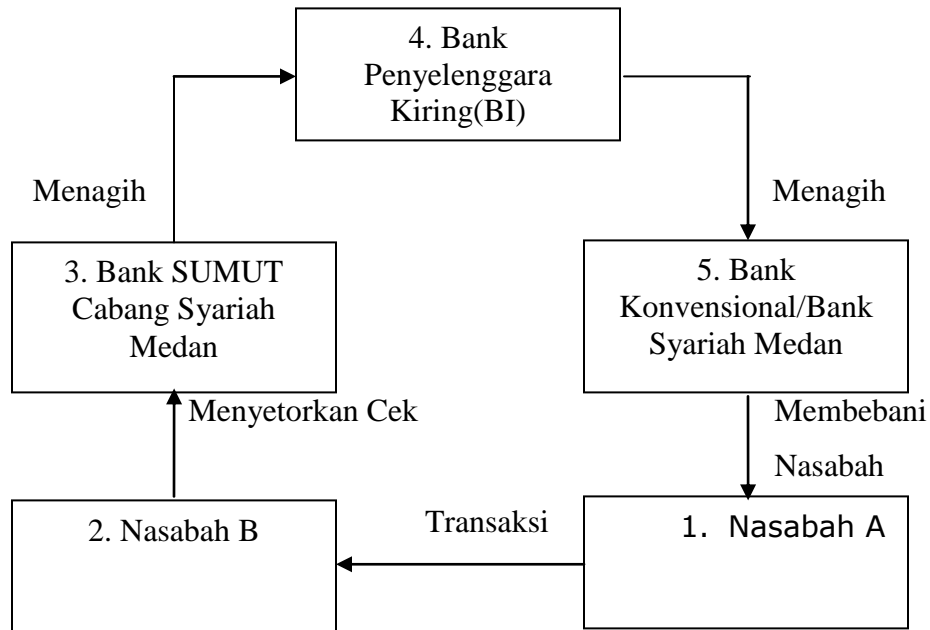 4. Bank
Penyelenggara
Kiring(BI)
Menagih
Menagih
3. Bank SUMUT
Cabang Syariah
Medan
5. Bank
Konvensional/Bank
Syariah Medan
Menyetorkan Cek
Membebani
Nasabah
2. Nasabah B
Transaksi
1. Nasabah A